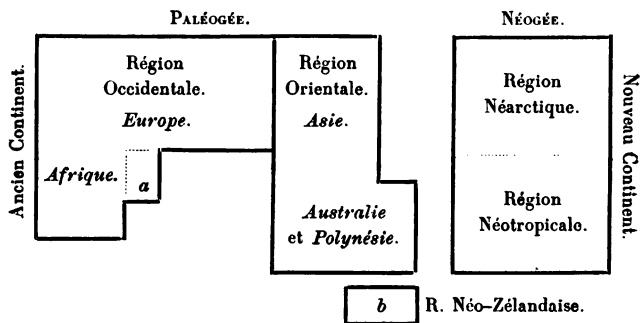 PALÉOGÉE.
NÉOGÉE.
Ancien Continent.
Région
Occidentale.
Europe.
Afrique.
a
Région
Orientale.
Asie.
Australie
et Polynésie.
Région
Néarctique.
Région
Néotropicale.
Nouveau Continent.
b
R. Néo-Zélandaise.